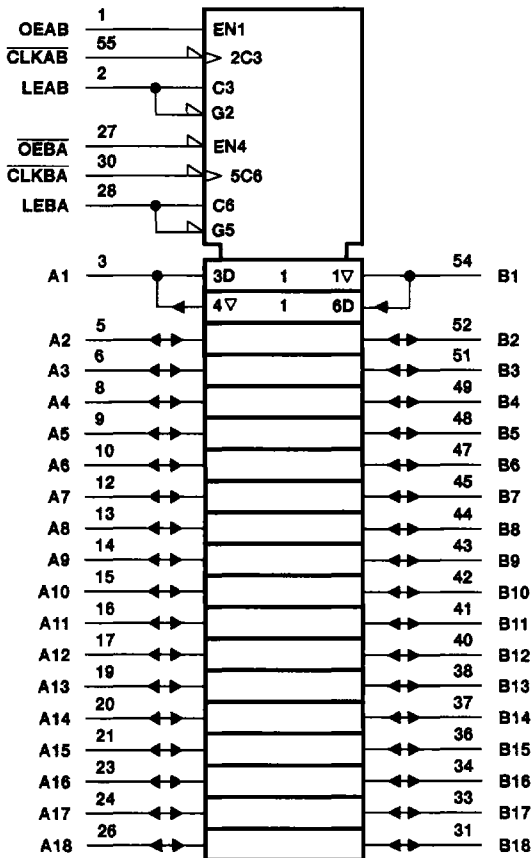 OEAB 1 EN1
CLKAB 55 2C3
LEAB 2 C3
G2
OEBA 27 EN4
CLKBA 30 5C6
LEBA 28 C6
G5
A1 3 3D 1 1▽ 54 B1
4▽ 1 6D
A2 5 52 B2
A3 6 51 B3
A4 8 49 B4
A5 9 48 B5
A6 10 47 B6
A7 12 45 B7
A8 13 44 B8
A9 14 43 B9
A10 15 42 B10
A11 16 41 B11
A12 17 40 B12
A13 19 38 B13
A14 20 37 B14
A15 21 36 B15
A16 23 34 B16
A17 24 33 B17
A18 26 31 B18